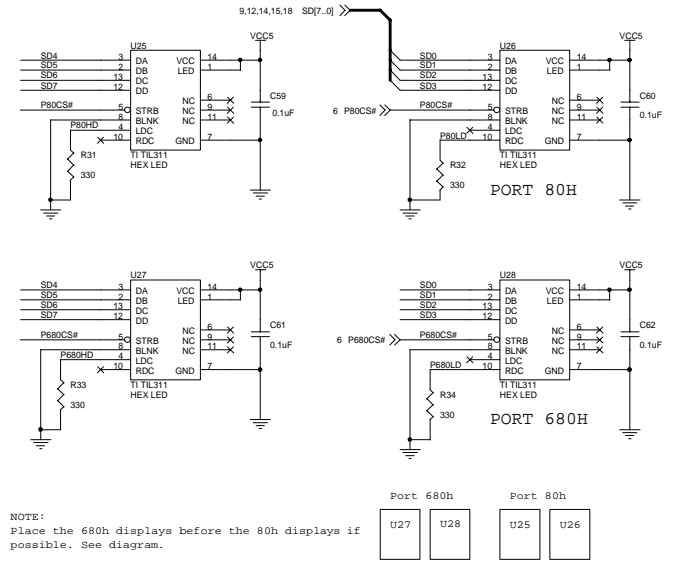 9,12,14,15,18 SD[7..0]
U25
VCC5
SD4 3 DA VCC 14
SD5 2 DB LED 1
SD6 13 DC
SD7 12 DD
NC 6
P80CS# 5 STRB NC 9
8 BLNK NC 11
P80HD 4 LDC
10 RDC GND 7
C59
0.1uF
R31
330
TI TIL311
HEX LED
U26
VCC5
SD0 3 DA VCC 14
SD1 2 DB LED 1
SD2 13 DC
SD3 12 DD
NC 6
6 P80CS# P80CS# 5 STRB NC 9
8 BLNK NC 11
4 LDC
P80LD 10 RDC GND 7
C60
0.1uF
R32
330
TI TIL311
HEX LED
PORT 80H
U27
VCC5
SD4 3 DA VCC 14
SD5 2 DB LED 1
SD6 13 DC
SD7 12 DD
NC 6
P680CS# 5 STRB NC 9
8 BLNK NC 11
P680HD 4 LDC
10 RDC GND 7
C61
0.1uF
R33
330
TI TIL311
HEX LED
U28
VCC5
SD0 3 DA VCC 14
SD1 2 DB LED 1
SD2 13 DC
SD3 12 DD
NC 6
6 P680CS# P680CS# 5 STRB NC 9
8 BLNK NC 11
4 LDC
P680LD 10 RDC GND 7
C62
0.1uF
R34
330
TI TIL311
HEX LED
PORT 680H
NOTE:
Place the 680h displays before the 80h displays if
possible. See diagram.
Port 680h Port 80h
U27 U28 U25 U26